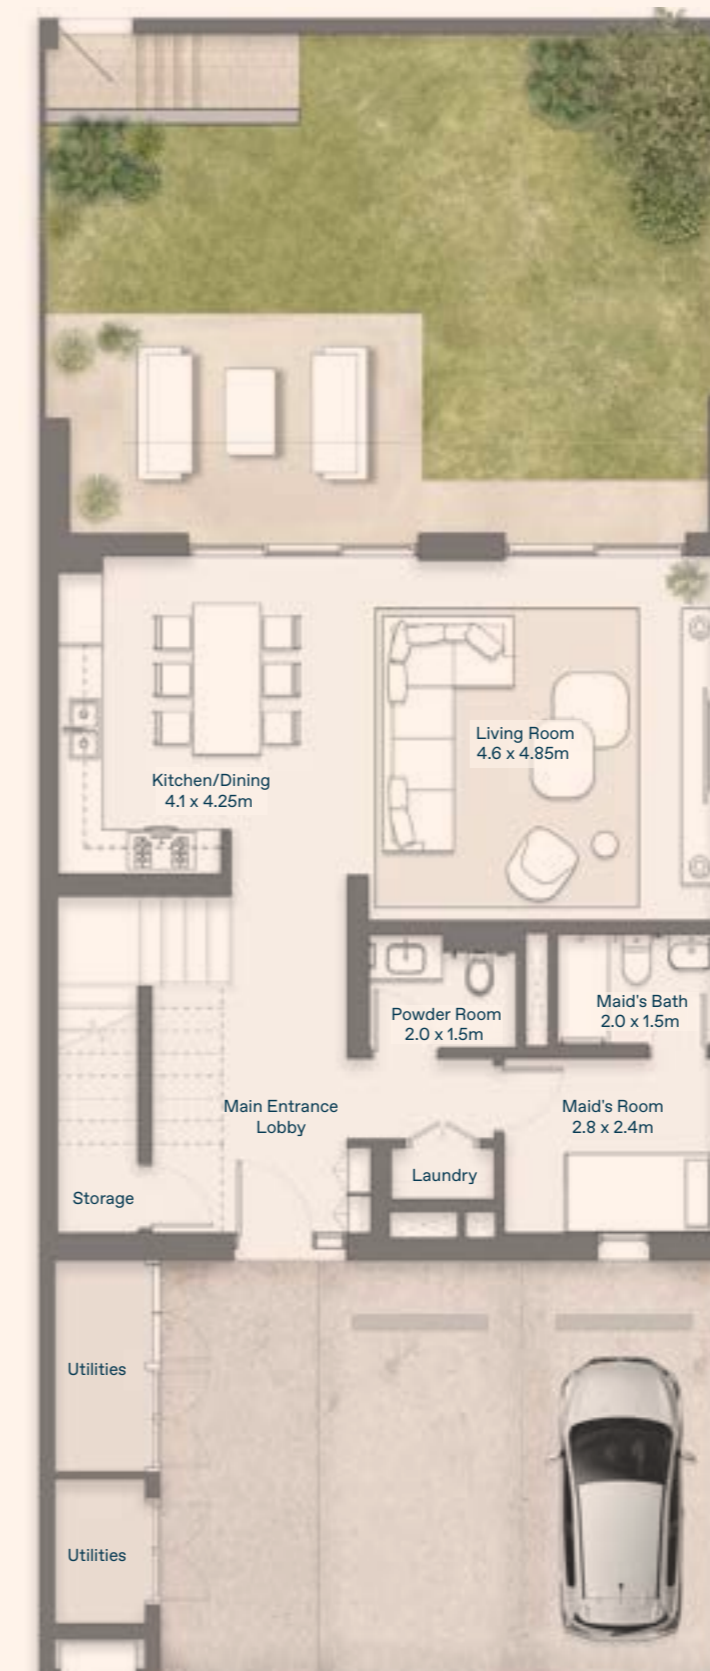 Living Room
4.6 x 4.85m
Kitchen/Dining
4.1 x 4.25m
Powder Room
2.0 x 1.5m
Maid's Bath
2.0 x 1.5m
Main Entrance
Lobby
Maid's Room
2.8 x 2.4m
Laundry
Storage
Utilities
Utilities